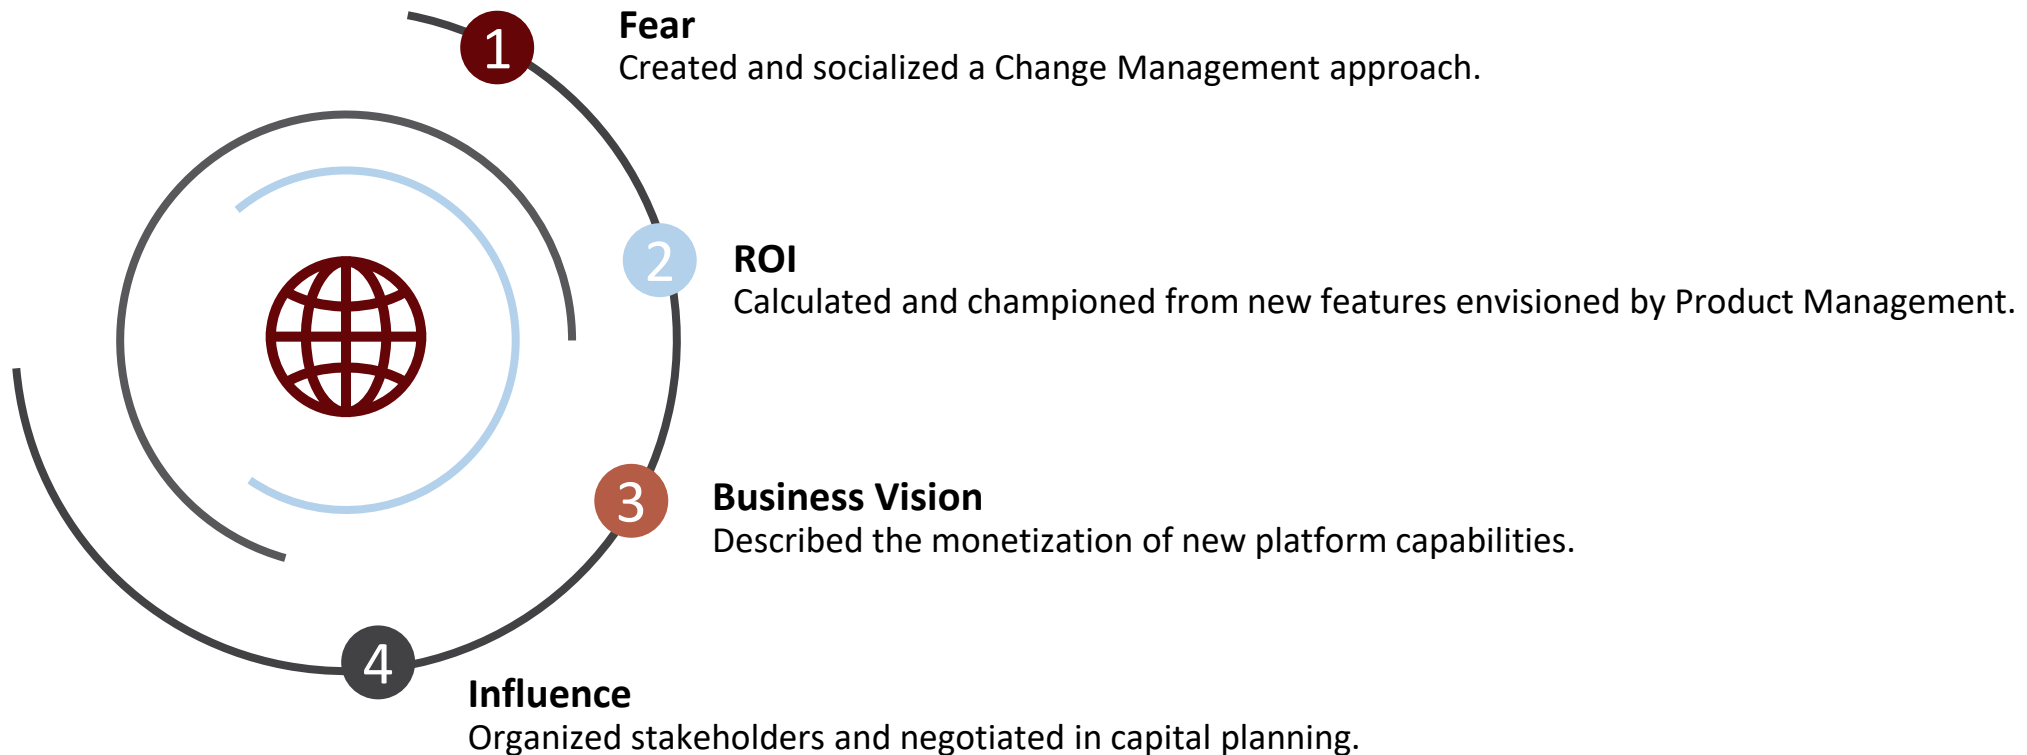 1
Fear
Created and socialized a Change Management approach.
2
ROI
Calculated and championed from new features envisioned by Product Management.
3
Business Vision
Described the monetization of new platform capabilities.
4
Influence
Organized stakeholders and negotiated in capital planning.